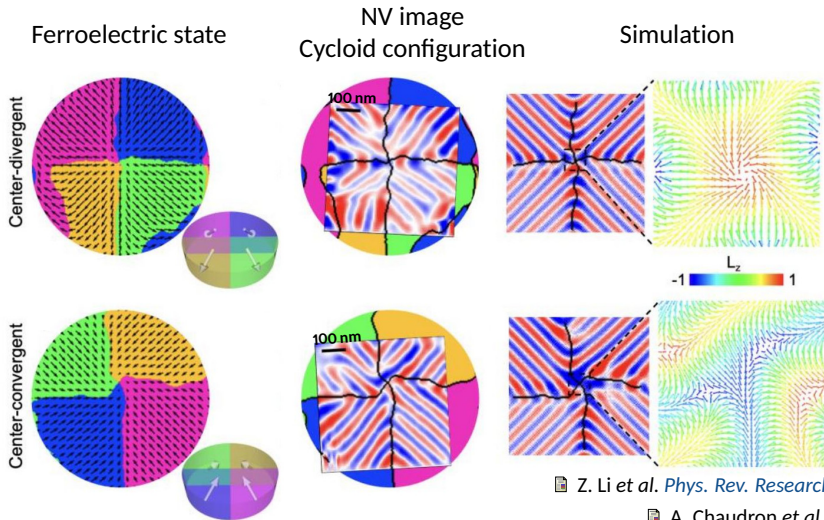 Ferroelectric state
NV image
Cycloid configuration
Simulation
Center-divergent
100 nm
L_z
-1
1
Center-convergent
100 nm
Z. Li et al. Phys. Rev. Research
A. Chaudron et al.